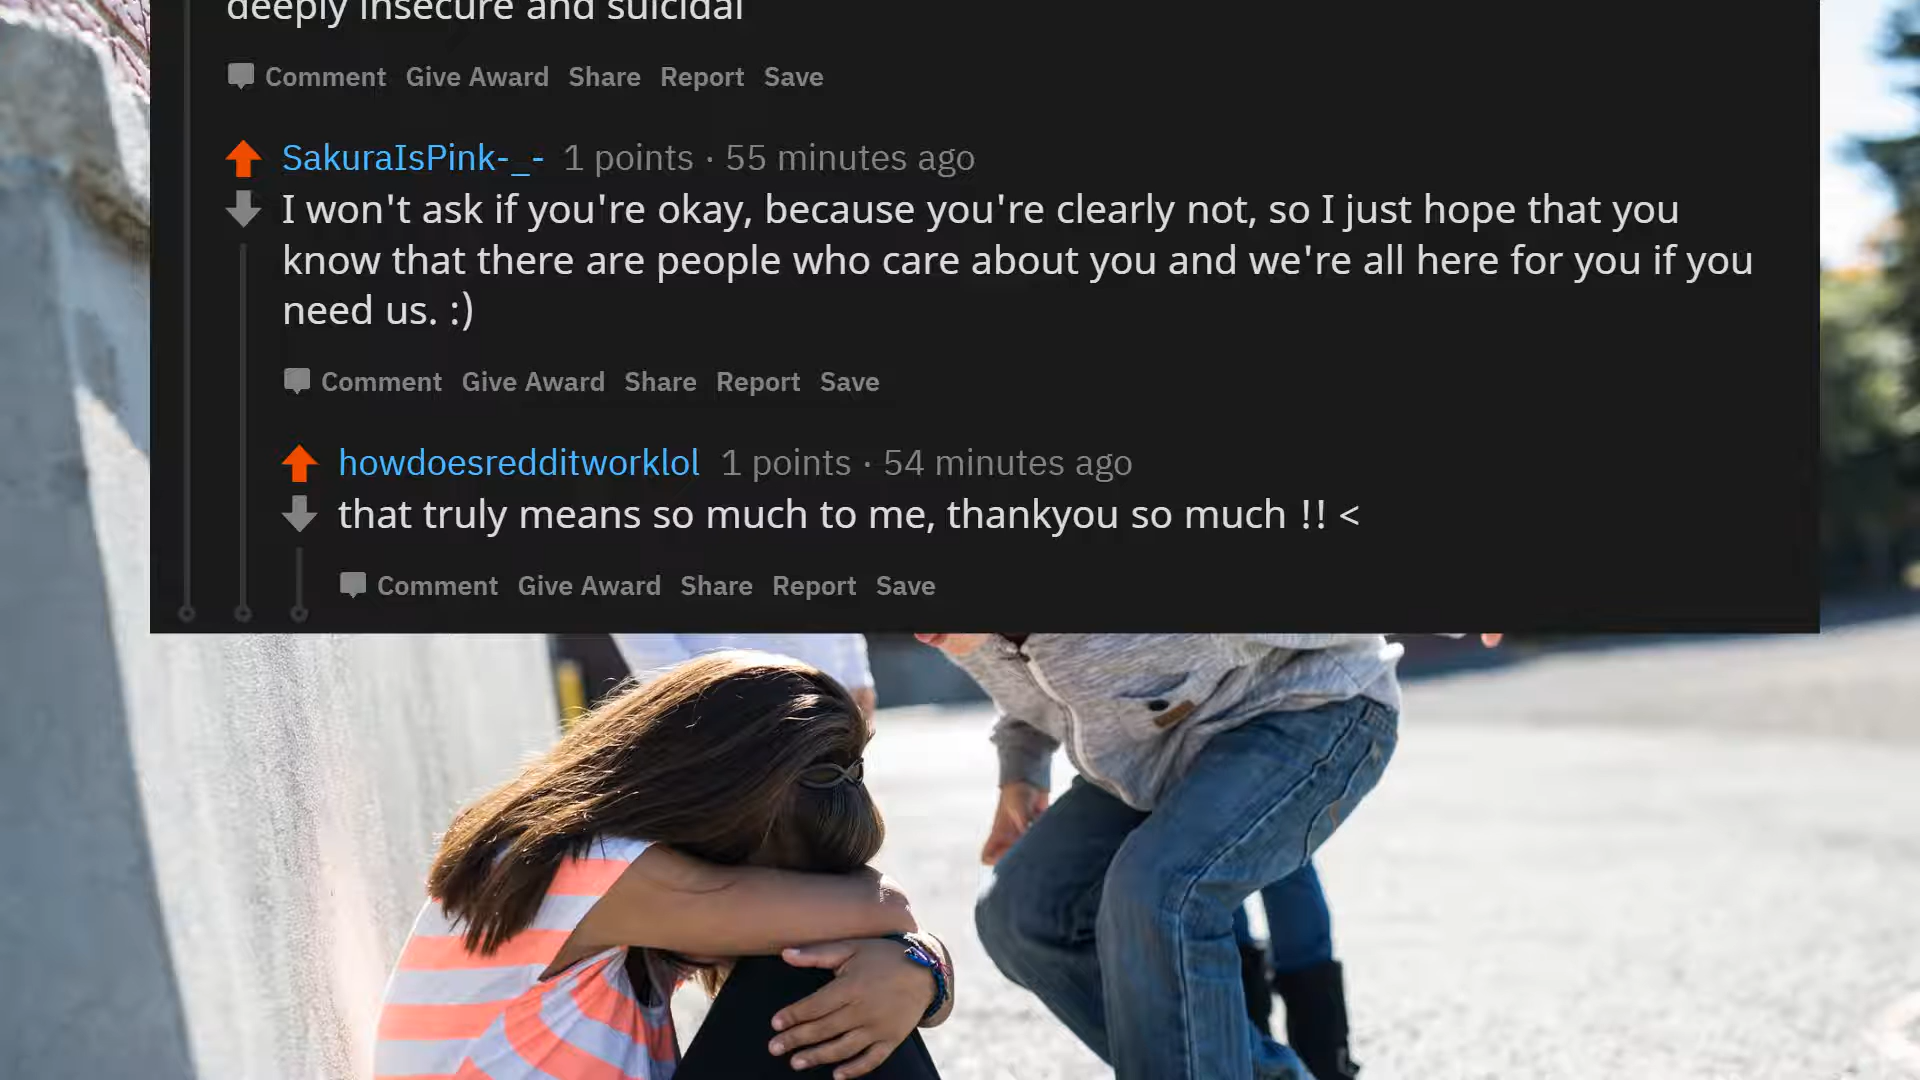 deeply insecure and suicidal
Comment Give Award Share Report Save
SakuraIsPink-_- 1 points · 55 minutes ago
I won't ask if you're okay, because you're clearly not, so I just hope that you
know that there are people who care about you and we're all here for you if you
need us. :)
Comment Give Award Share Report Save
howdoesredditworklol 1 points · 54 minutes ago
that truly means so much to me, thankyou so much !! <
Comment Give Award Share Report Save